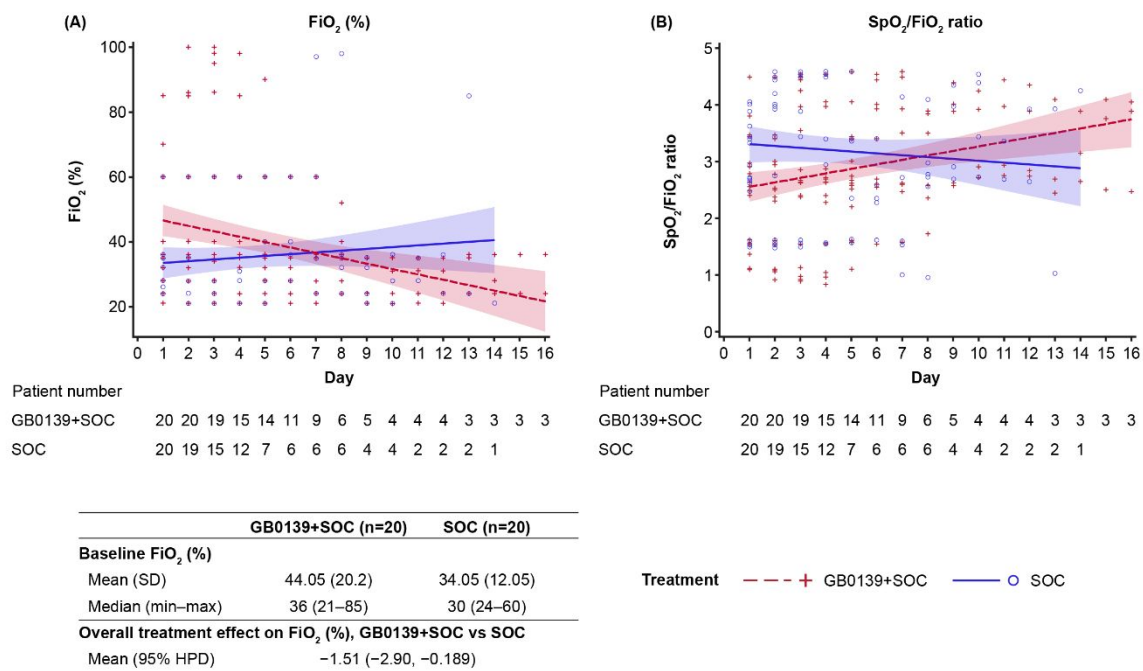 (A) FiO₂ (%)
FiO₂ (%)
100
80
60
40
20
0 1 2 3 4 5 6 7 8 9 10 11 12 13 14 15 16
Day
Patient number
GB0139+SOC 20 20 19 15 14 11 9 6 5 4 4 4 3 3 3 3
SOC 20 19 15 12 7 6 6 6 4 4 2 2 2 1
(B) SpO₂/FiO₂ ratio
SpO₂/FiO₂ ratio
5
4
3
2
1
0
0 1 2 3 4 5 6 7 8 9 10 11 12 13 14 15 16
Day
Patient number
GB0139+SOC 20 20 19 15 14 11 9 6 5 4 4 4 3 3 3 3
SOC 20 19 15 12 7 6 6 6 4 4 2 2 2 1
GB0139+SOC (n=20) SOC (n=20)
Baseline FiO₂ (%)
Mean (SD) 44.05 (20.2) 34.05 (12.05)
Median (min–max) 36 (21–85) 30 (24–60)
Overall treatment effect on FiO₂ (%), GB0139+SOC vs SOC
Mean (95% HPD) −1.51 (−2.90, −0.189)
Treatment GB0139+SOC SOC